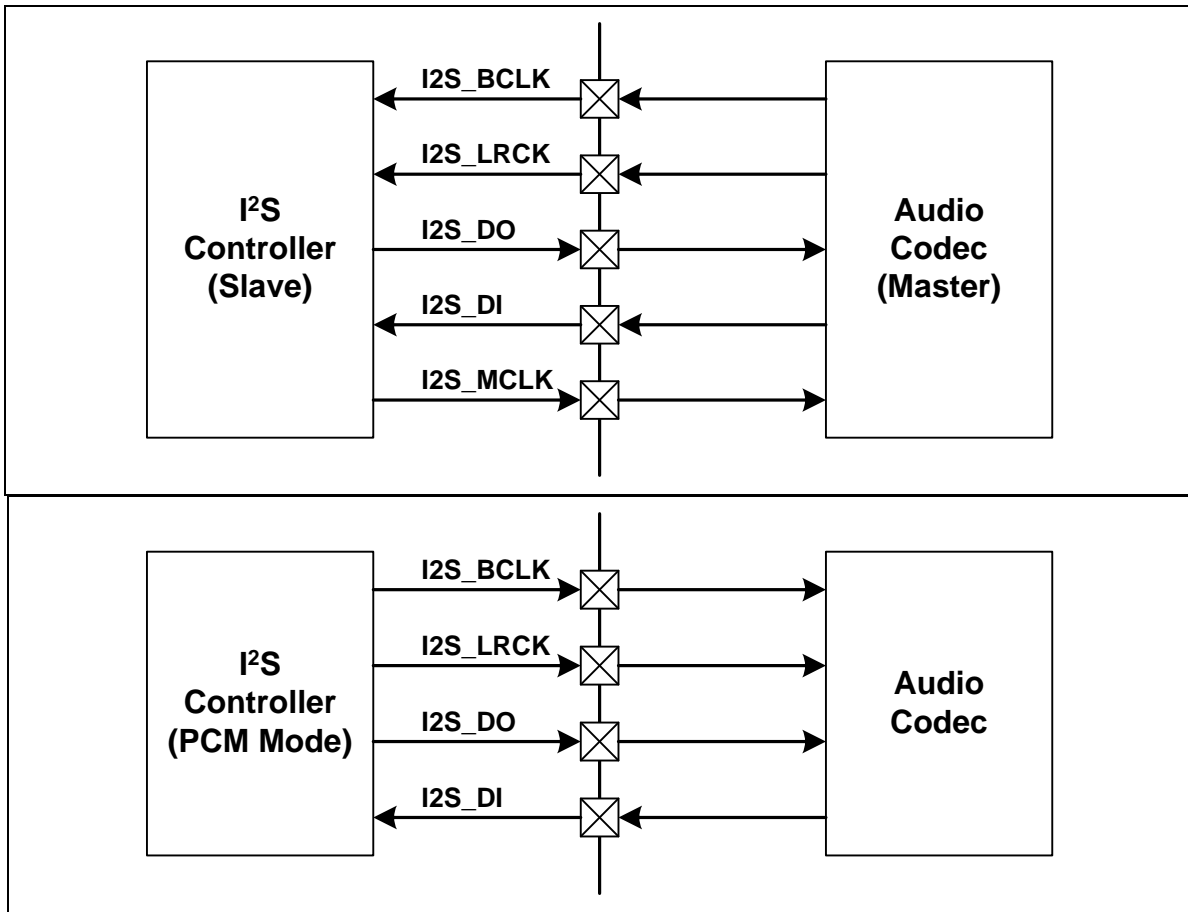 I2S_BCLK
I2S_LRCK
I²S
Controller
(Slave)
I2S_DO
I2S_DI
I2S_MCLK
Audio
Codec
(Master)
I2S_BCLK
I2S_LRCK
I²S
Controller
(PCM Mode)
I2S_DO
I2S_DI
Audio
Codec